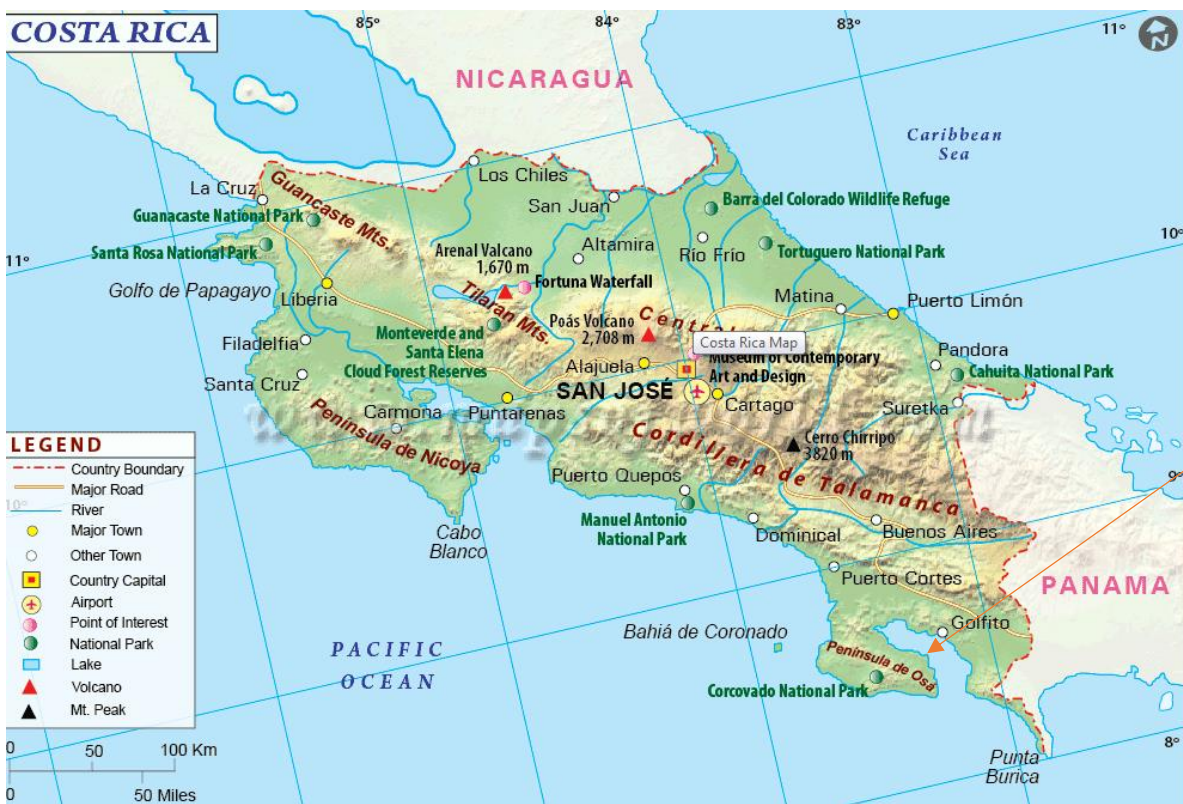 COSTA RICA
85°
84°
83°
11°
N
NICARAGUA
Caribbean
Sea
Los Chiles
La Cruz
Guancaste Mts.
San Juan
Barra del Colorado Wildlife Refuge
Guanacaste National Park
Santa Rosa National Park
Arenal Valcano
1,670 m
Altamira
Río Frío
Tortuguero National Park
10°
11°
Golfo de Papagayo
Liberia
Fortuna Waterfall
Tilaran Mts.
Matina
Puerto Limón
Poás Volcano
2,708 m
Central
Filadelfia
Monteverde and
Santa Elena
Cloud Forest Reserves
Costa Rica Map
Museum of Contemporary
Art and Design
Pandora
Cahuita National Park
Alajuela
Santa Cruz
SAN JOSÉ
Carmona
Puntarenas
Cartago
Suretka
Península de Nicoya
Cordillera de Talamanca
Cerro Chirripo
3820 m
Puerto Quepos
9°
10°
Cabo
Blanco
Manuel Antonio
National Park
Dominical
Buenos Aires
Puerto Cortes
PANAMA
Bahiá de Coronado
Golfito
PACIFIC
OCEAN
Península de Osá
Corcovado National Park
Punta
Burica
8°
LEGEND
Country Boundary
Major Road
River
Major Town
Other Town
Country Capital
Airport
Point of Interest
National Park
Lake
Volcano
Mt. Peak
0 50 100 Km
0 50 Miles